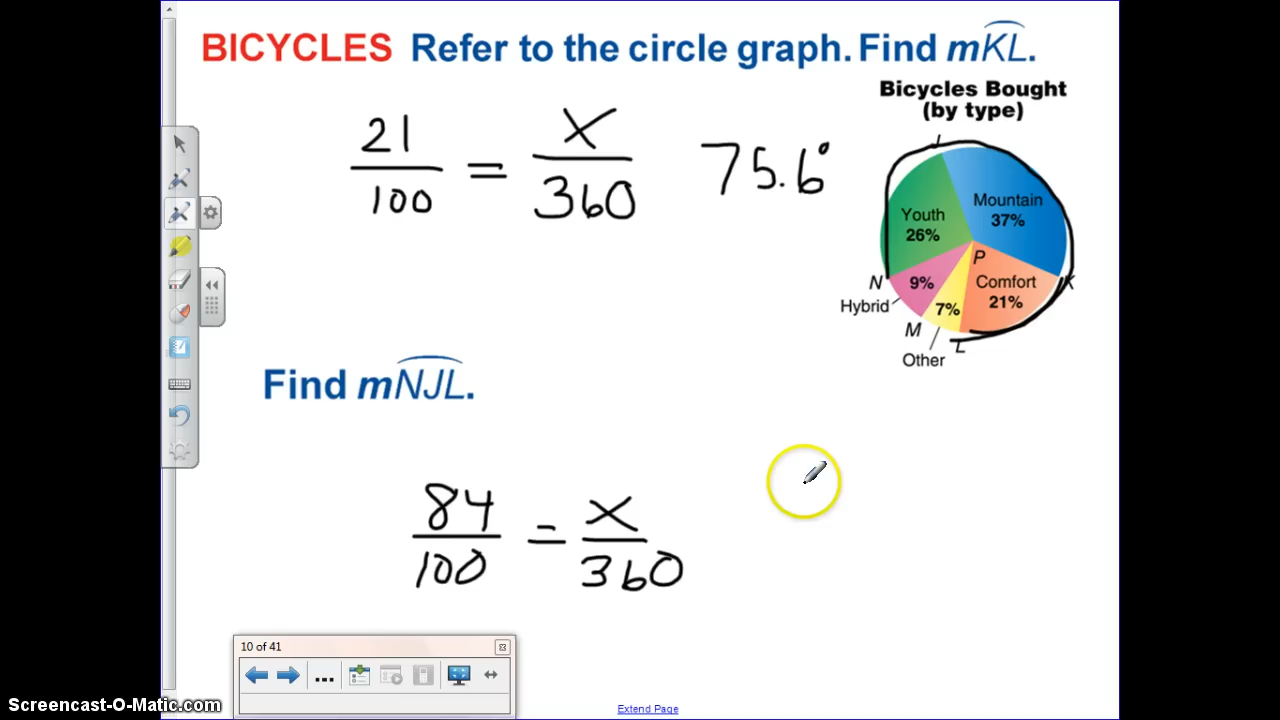 BICYCLES Refer to the circle graph. Find mKL.
Bicycles Bought
(by type)
21
100
=
X
360
75.6°
J
Mountain
37%
Youth
26%
P
N
9%
Comfort
21%
K
Hybrid
7%
M
L
Other
Find mNJL.
84
100
=
X
360
10 of 41
...
Extend Page
Screencast-O-Matic.com